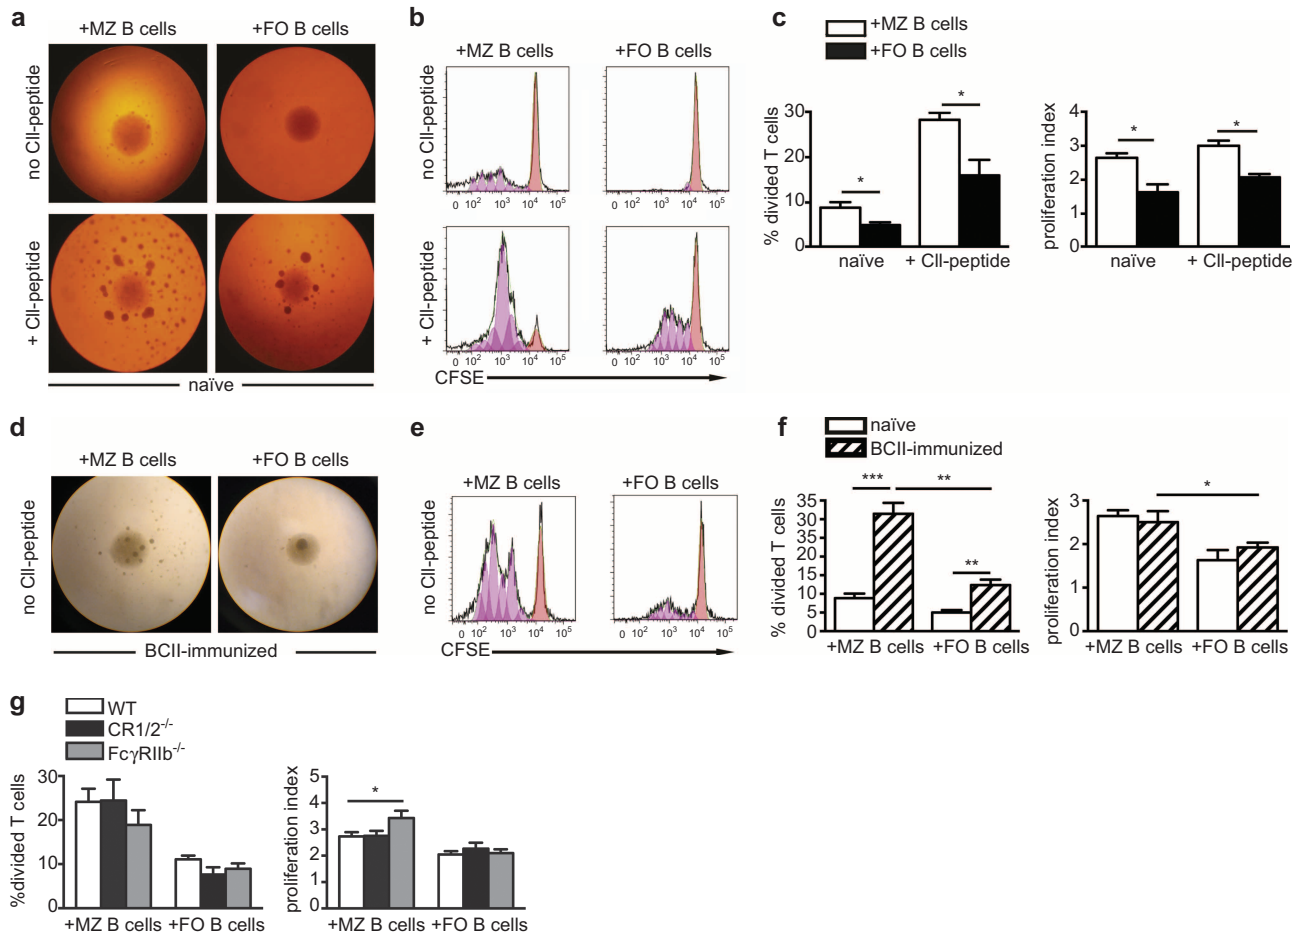 a
+MZ B cells
+FO B cells
no CII-peptide
+ CII-peptide
naïve
b
+MZ B cells
+FO B cells
no CII-peptide
0 10² 10³ 10⁴ 10⁵
0 10² 10³ 10⁴ 10⁵
+ CII-peptide
0 10² 10³ 10⁴ 10⁵
0 10² 10³ 10⁴ 10⁵
CFSE
c
+MZ B cells
+FO B cells
% divided T cells
30
20
10
0
*
*
naïve
+ CII-peptide
proliferation index
4
3
2
1
0
*
*
naïve
+ CII-peptide
d
+MZ B cells
+FO B cells
no CII-peptide
BCII-immunized
e
+MZ B cells
+FO B cells
no CII-peptide
0 10² 10³ 10⁴ 10⁵
0 10² 10³ 10⁴ 10⁵
CFSE
f
naïve
BCII-immunized
% divided T cells
35
30
35
20
15
10
5
0
***
**
**
+MZ B cells
+FO B cells
proliferation index
3
2
1
0
*
+MZ B cells
+FO B cells
g
WT
CR1/2⁻/⁻
FcγRIIb⁻/⁻
%divided T cells
30
20
10
0
+MZ B cells
+FO B cells
proliferation index
5
4
3
2
1
0
*
+MZ B cells
+FO B cells